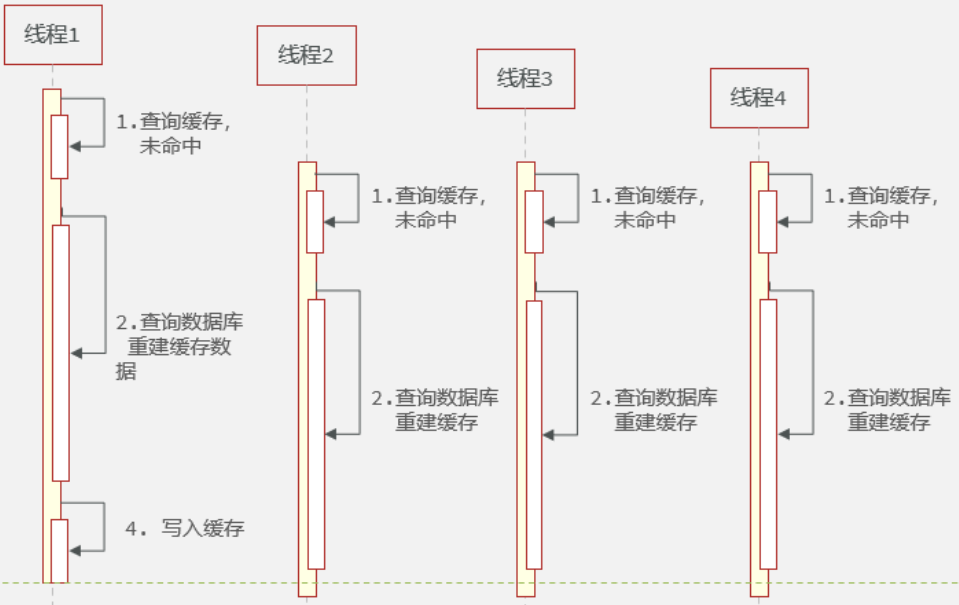 线程1
线程2
线程3
线程4
1.查询缓存，
未命中
1.查询缓存，
未命中
1.查询缓存，
未命中
1.查询缓存，
未命中
2.查询数据库
重建缓存数
据
2.查询数据库
重建缓存
2.查询数据库
重建缓存
2.查询数据库
重建缓存
4. 写入缓存